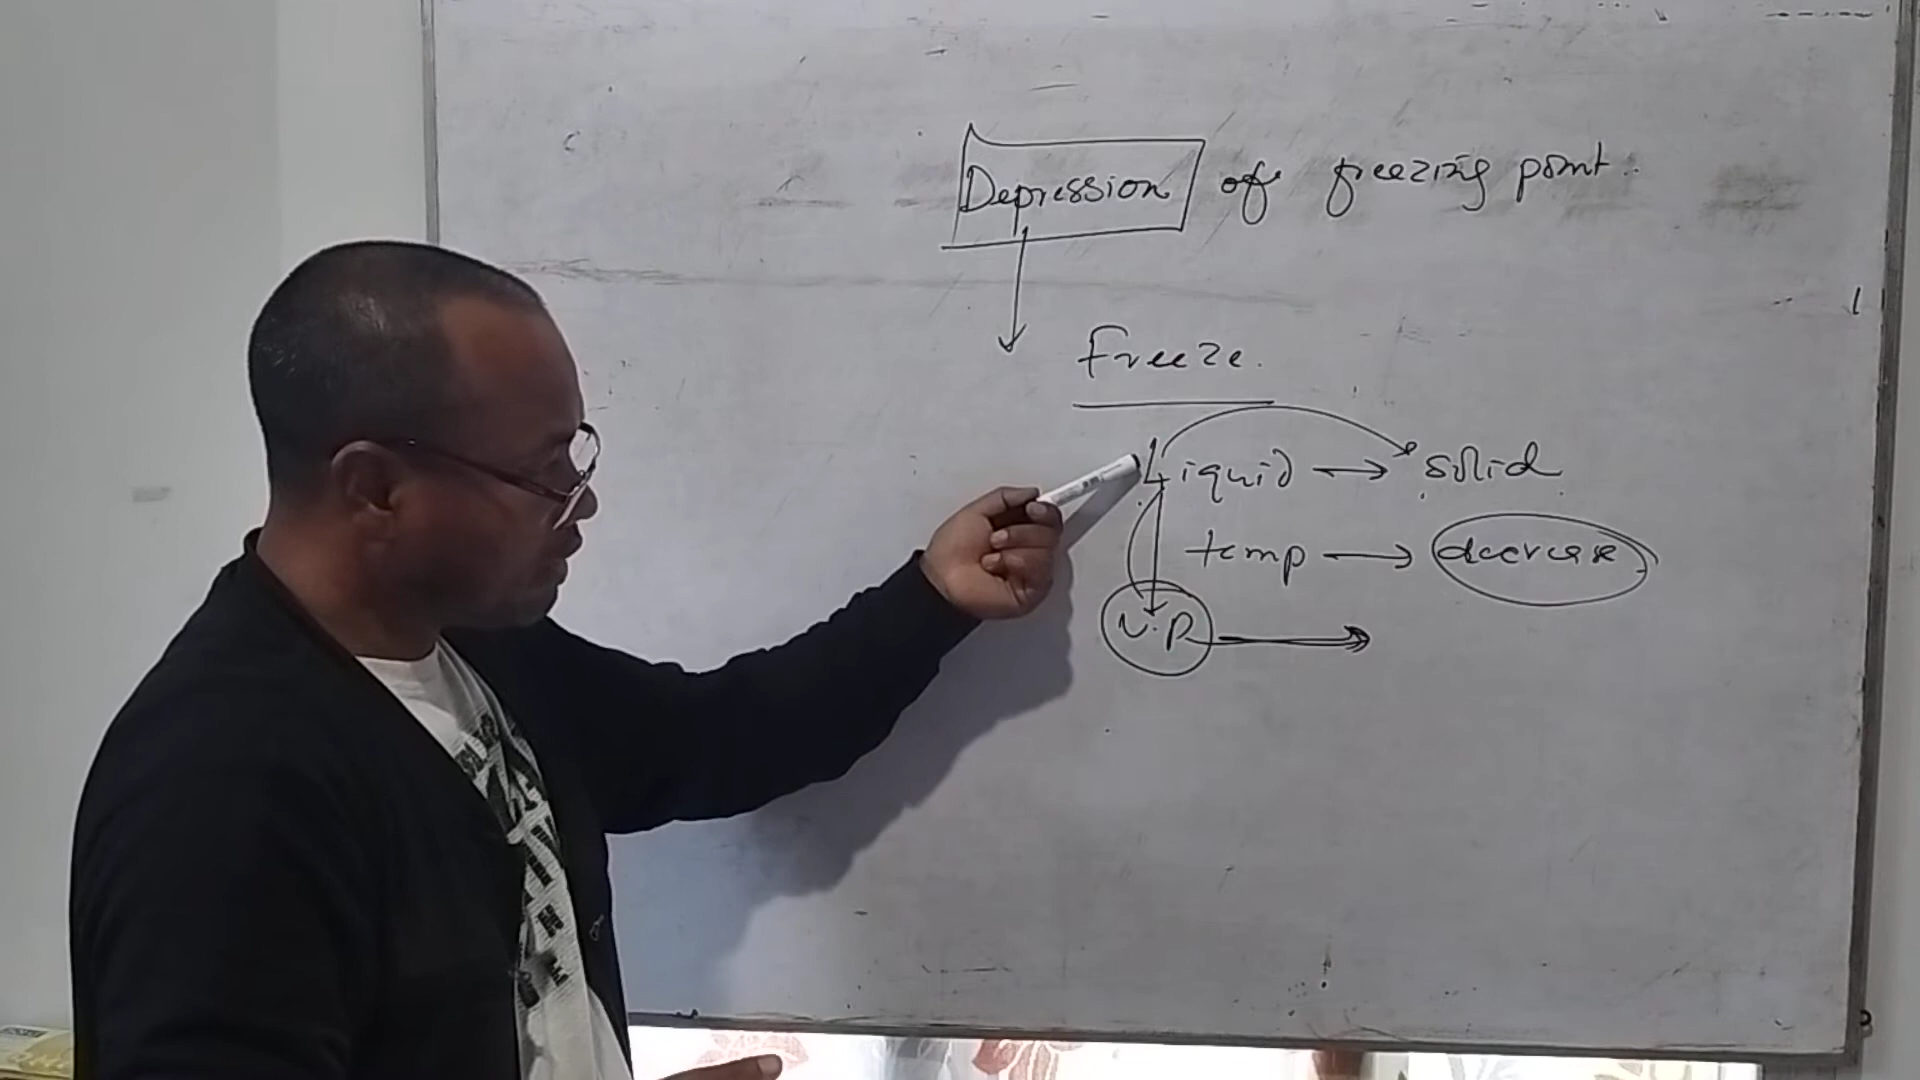 Depression of freezing point.
Freeze.
Liquid → solid
temp → decrease
V.P →